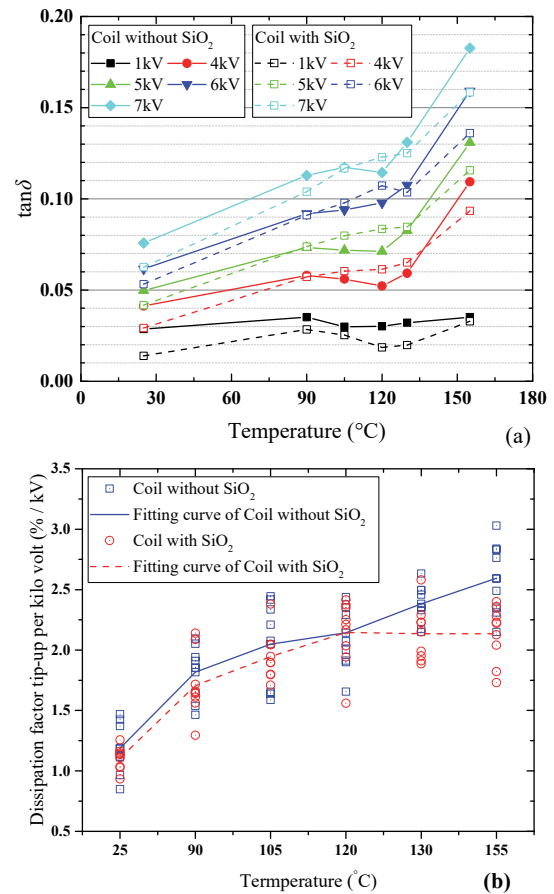 0.20
0.15
0.10
0.05
0.00
tanδ
Coil without SiO₂
1kV 4kV
5kV 6kV
7kV
Coil with SiO₂
1kV 4kV
5kV 6kV
7kV
0 30 60 90 120 150 180
Temperature (°C)
(a)
3.5
3.0
2.5
2.0
1.5
1.0
0.5
Dissipation factor tip-up per kilo volt (% / kV)
Coil without SiO₂
Fitting curve of Coil without SiO₂
Coil with SiO₂
Fitting curve of Coil with SiO₂
25 90 105 120 130 155
Termperature (°C)
(b)